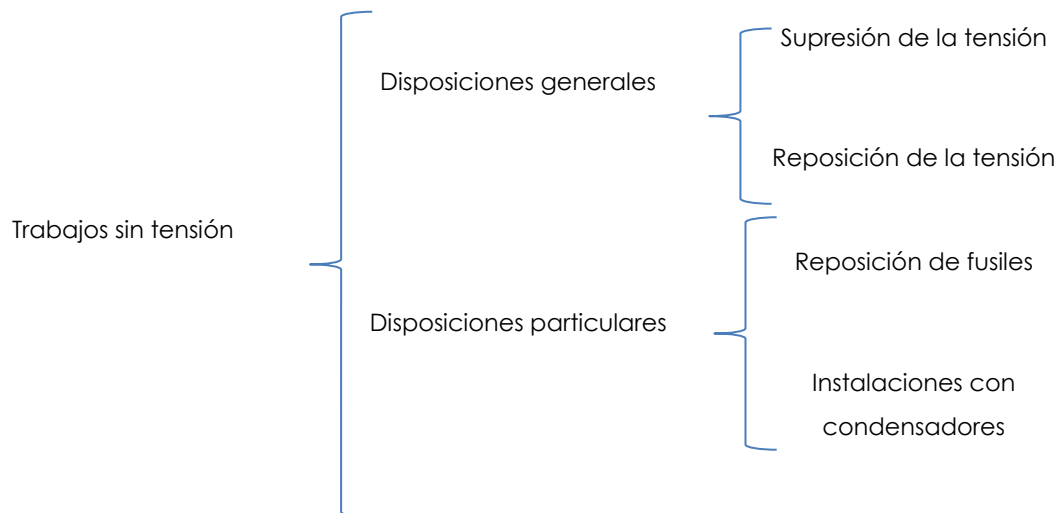 Trabajos sin tensión
Disposiciones generales
Supresión de la tensión
Reposición de la tensión
Disposiciones particulares
Reposición de fusiles
Instalaciones con
condensadores